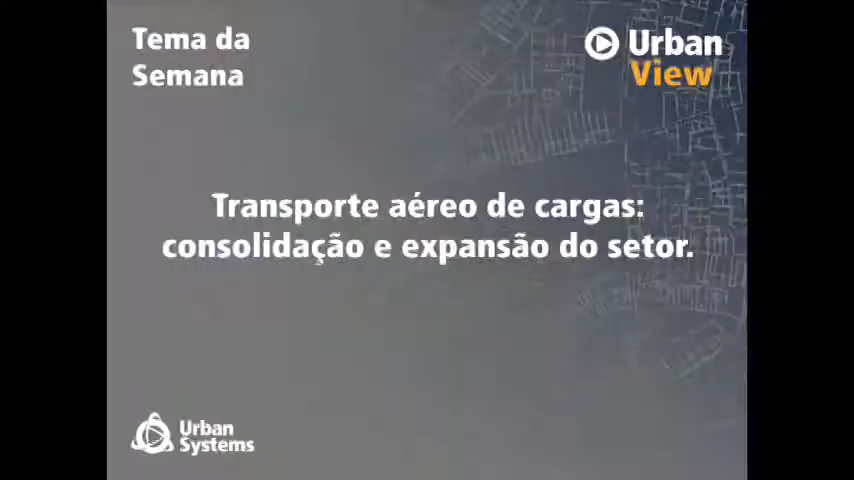 Tema da
Semana
Urban
View
Transporte aéreo de cargas:
consolidação e expansão do setor.
Urban
Systems